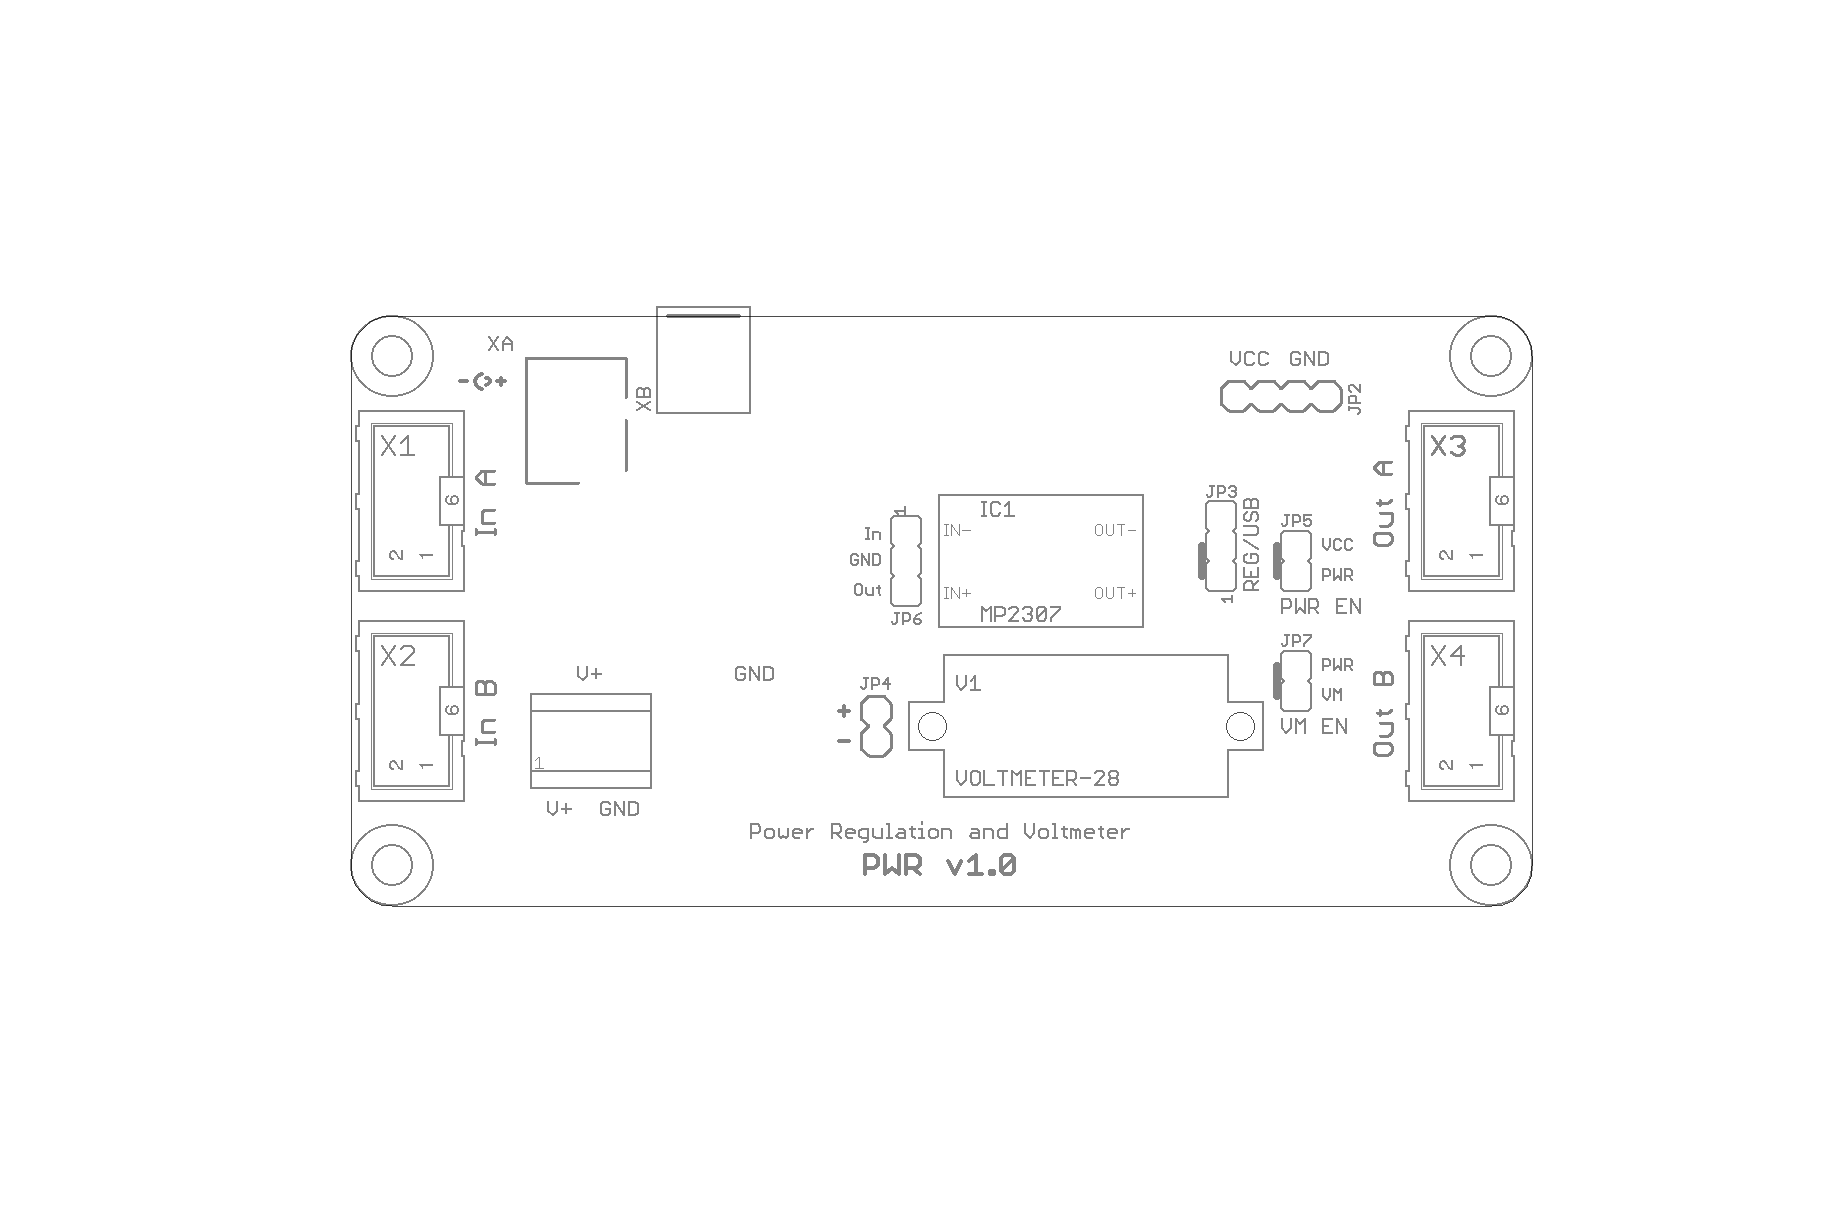 XA
- +
XB
VCC GND
JP2
X1
6
2 1
In A
X3
6
2 1
Out A
IC1
IN- OUT-
IN+ OUT+
MP2307
1
In
GND
Out
JP6
JP3
REG/USB
1
JP5
VCC
PWR
PWR EN
X2
6
2 1
In B
V+
GND
1
V+ GND
JP4
+
-
V1
VOLTMETER-28
JP7
PWR
VM
VM EN
X4
6
2 1
Out B
Power Regulation and Voltmeter
PWR v1.0